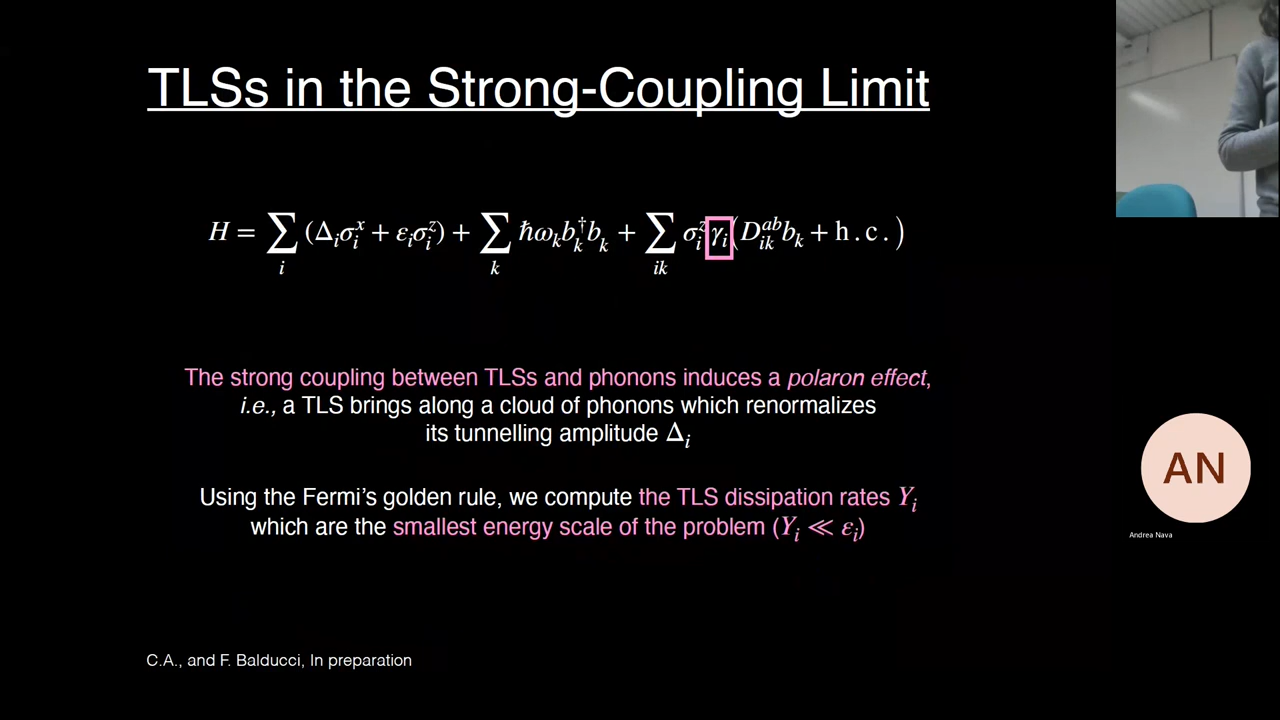 TLSs in the Strong-Coupling Limit
H = ∑_i (Δ_i σ_i^x + ε_i σ_i^z) + ∑_k ħω_k b_k^† b_k + ∑_{ik} σ_i^z γ_i (D_{ik}^{ab} b_k + h.c.)
The strong coupling between TLSs and phonons induces a polaron effect,
i.e., a TLS brings along a cloud of phonons which renormalizes
its tunnelling amplitude Δ_i
Using the Fermi's golden rule, we compute the TLS dissipation rates Y_i
which are the smallest energy scale of the problem (Y_i ≪ ε_i)
C.A., and F. Balducci, In preparation
AN
Andrea Nava